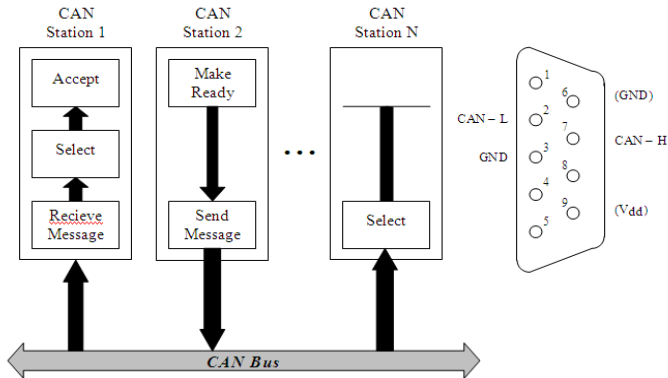 CAN
Station 1
CAN
Station 2
CAN
Station N
Accept
Select
Recieve
Message
Make
Ready
Send
Message
...
Select
CAN Bus
1
2
3
4
5
6
7
8
9
CAN – L
GND
(GND)
CAN – H
(Vdd)